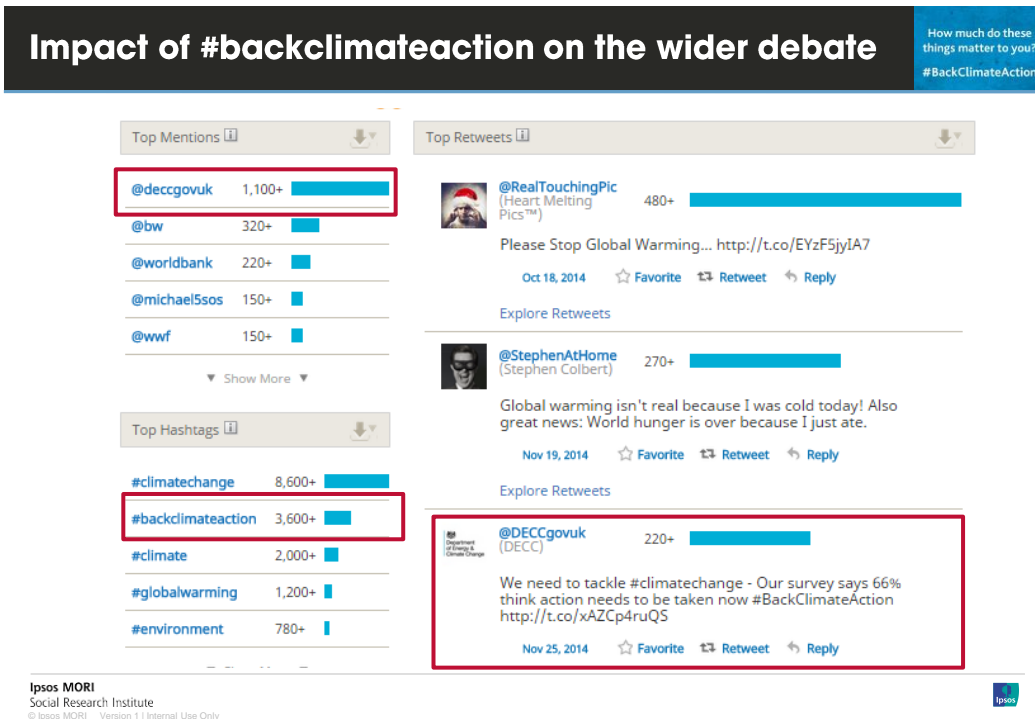 Impact of #backclimateaction on the wider debate
How much do these
things matter to you?
#BackClimateAction
Top Mentions
@deccgovuk 1,100+
@bw 320+
@worldbank 220+
@michael5sos 150+
@wwf 150+
▼ Show More ▼
Top Hashtags
#climatechange 8,600+
#backclimateaction 3,600+
#climate 2,000+
#globalwarming 1,200+
#environment 780+
Top Retweets
@RealTouchingPic 480+
(Heart Melting
Pics™)
Please Stop Global Warming... http://t.co/EYzF5jyIA7
Oct 18, 2014 Favorite Retweet Reply
Explore Retweets
@StephenAtHome 270+
(Stephen Colbert)
Global warming isn't real because I was cold today! Also
great news: World hunger is over because I just ate.
Nov 19, 2014 Favorite Retweet Reply
Explore Retweets
Department
of Energy &
Climate Change
@DECCgovuk 220+
(DECC)
We need to tackle #climatechange - Our survey says 66%
think action needs to be taken now #BackClimateAction
http://t.co/xAZCp4ruQS
Nov 25, 2014 Favorite Retweet Reply
Ipsos MORI
Social Research Institute
© Ipsos MORI Version 1 | Internal Use Only
Ipsos